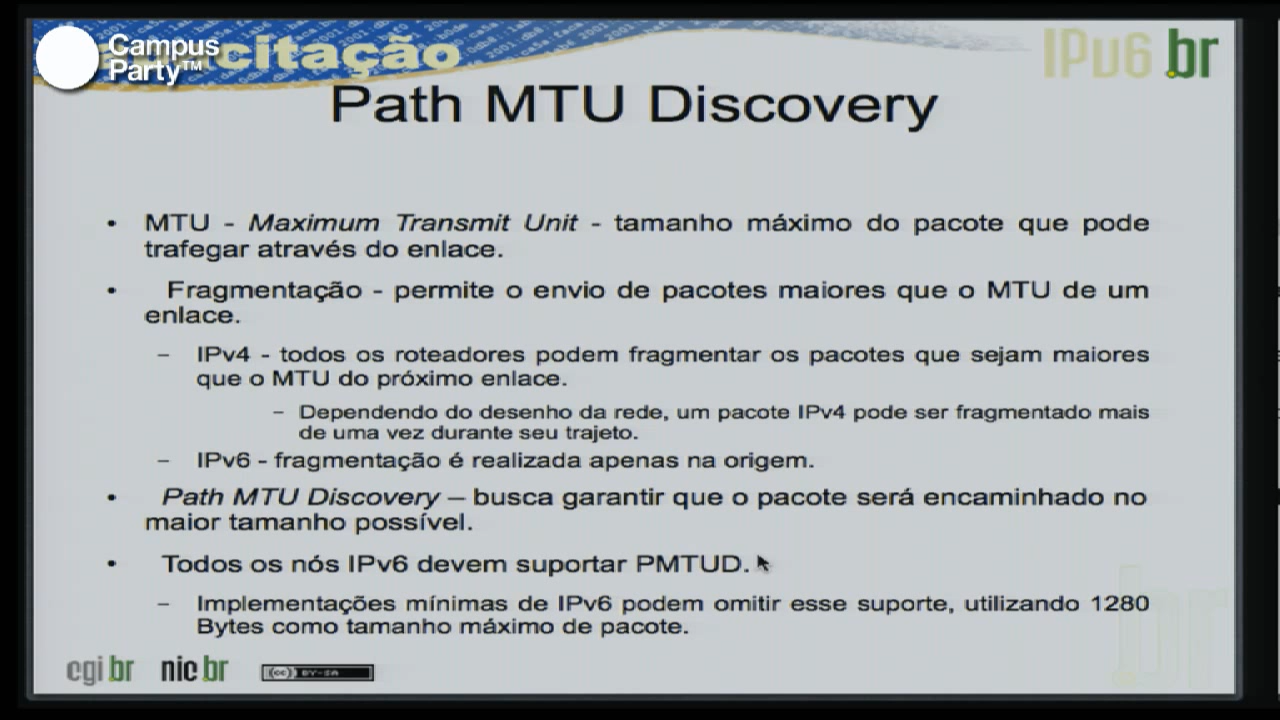 Campus
Party™
citação
IPv6.br
Path MTU Discovery
• MTU - Maximum Transmit Unit - tamanho máximo do pacote que pode
trafegar através do enlace.
• Fragmentação - permite o envio de pacotes maiores que o MTU de um
enlace.
– IPv4 - todos os roteadores podem fragmentar os pacotes que sejam maiores
que o MTU do próximo enlace.
– Dependendo do desenho da rede, um pacote IPv4 pode ser fragmentado mais
de uma vez durante seu trajeto.
– IPv6 - fragmentação é realizada apenas na origem.
• Path MTU Discovery – busca garantir que o pacote será encaminhado no
maior tamanho possível.
• Todos os nós IPv6 devem suportar PMTUD.
– Implementações mínimas de IPv6 podem omitir esse suporte, utilizando 1280
Bytes como tamanho máximo de pacote.
cgi.br nic.br (cc) BY-SA